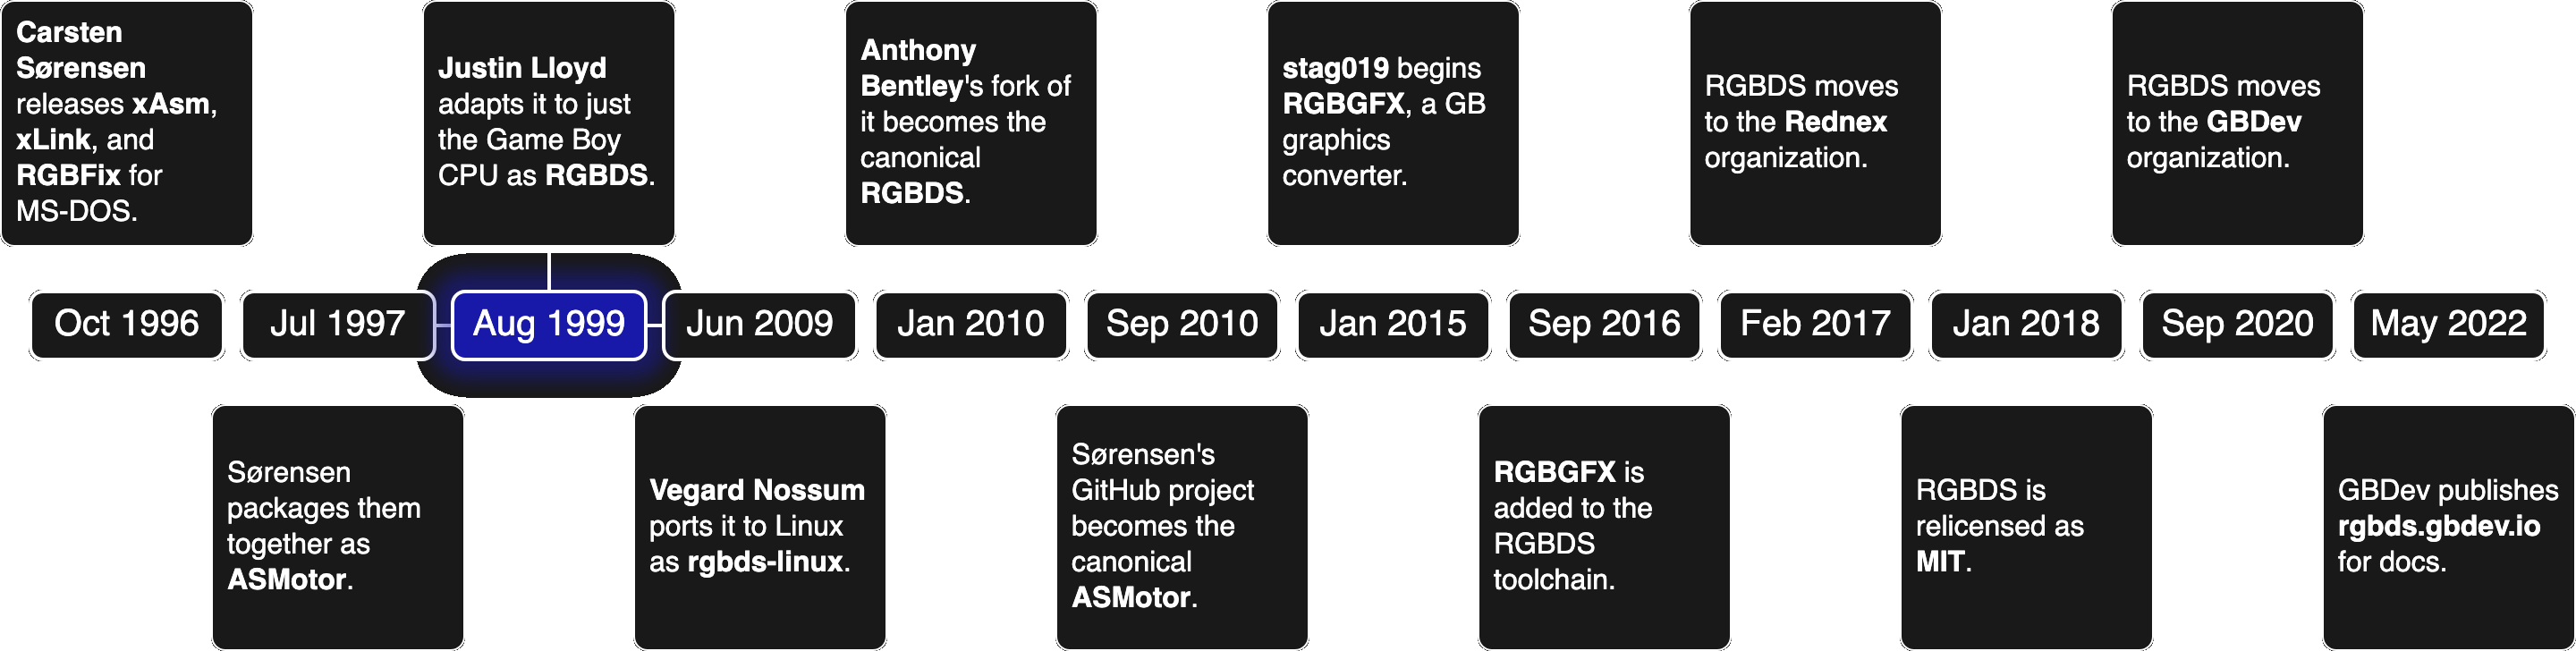 Carsten
Sørensen
releases xAsm,
xLink, and
RGBFix for
MS-DOS.
Justin Lloyd
adapts it to just
the Game Boy
CPU as RGBDS.
Anthony
Bentley's fork of
it becomes the
canonical
RGBDS.
stag019 begins
RGBGFX, a GB
graphics
converter.
RGBDS moves
to the Rednex
organization.
RGBDS moves
to the GBDev
organization.
Oct 1996
Jul 1997
Aug 1999
Jun 2009
Jan 2010
Sep 2010
Jan 2015
Sep 2016
Feb 2017
Jan 2018
Sep 2020
May 2022
Sørensen
packages them
together as
ASMotor.
Vegard Nossum
ports it to Linux
as rgbds-linux.
Sørensen's
GitHub project
becomes the
canonical
ASMotor.
RGBGFX is
added to the
RGBDS
toolchain.
RGBDS is
relicensed as
MIT.
GBDev publishes
rgbds.gbdev.io
for docs.